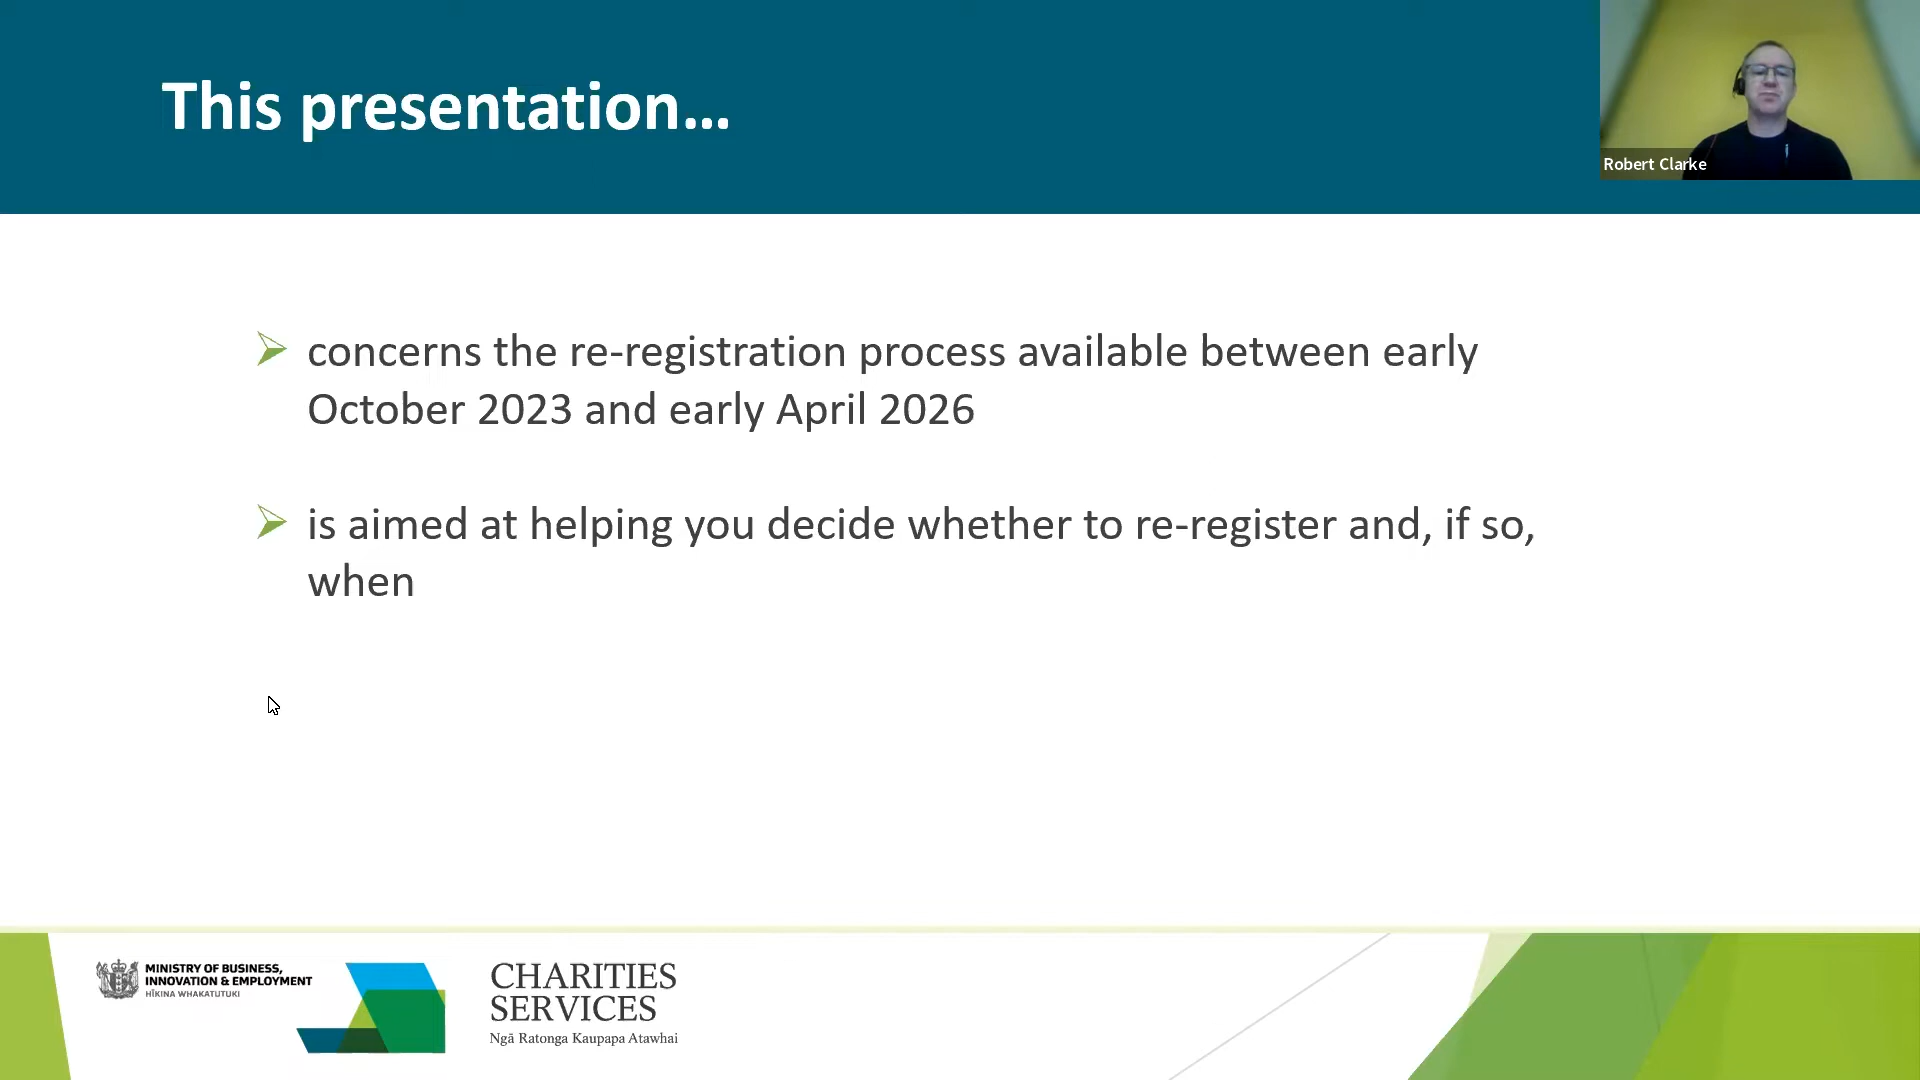 This presentation...
Robert Clarke
concerns the re-registration process available between early
October 2023 and early April 2026
is aimed at helping you decide whether to re-register and, if so,
when
MINISTRY OF BUSINESS,
INNOVATION & EMPLOYMENT
HĪKINA WHAKATUTUKI
CHARITIES
SERVICES
Ngā Ratonga Kaupapa Atawhai